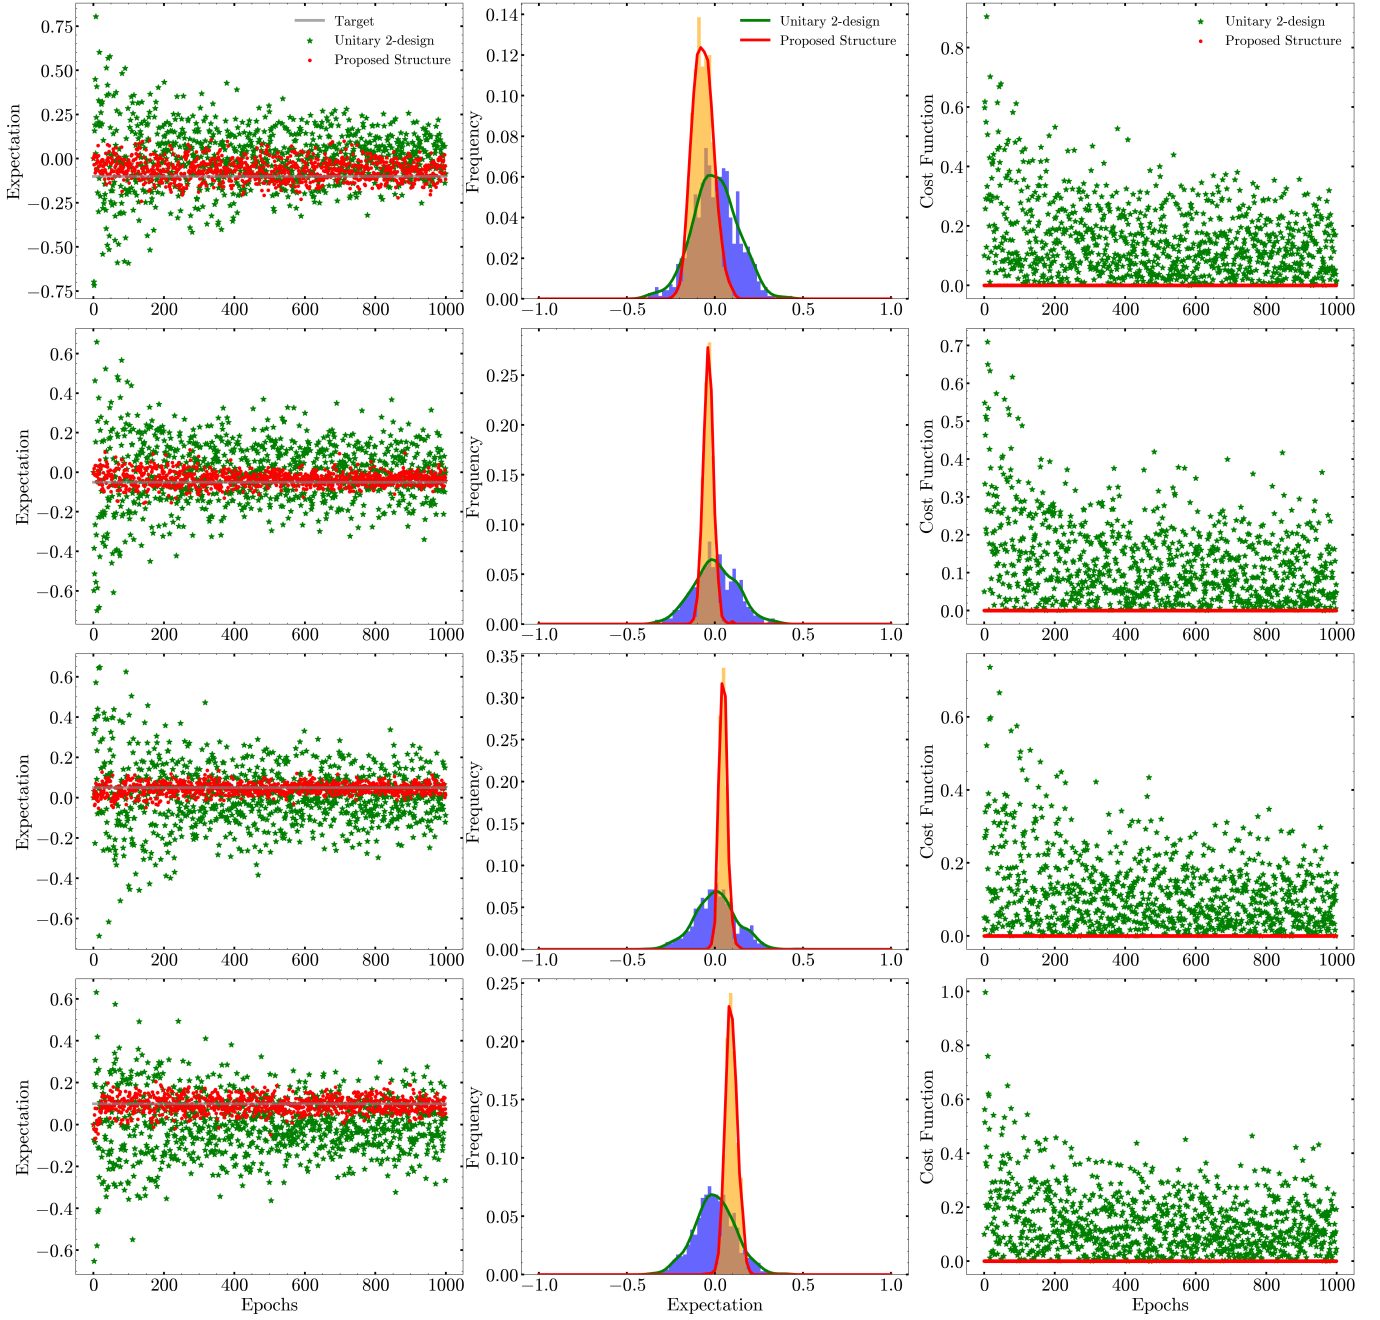 Target
Unitary 2-design
Proposed Structure
Expectation
0.75
0.50
0.25
0.00
−0.25
−0.50
−0.75
0 200 400 600 800 1000
Unitary 2-design
Proposed Structure
Frequency
0.14
0.12
0.10
0.08
0.06
0.04
0.02
0.00
−1.0 −0.5 0.0 0.5 1.0
Unitary 2-design
Proposed Structure
Cost Function
0.8
0.6
0.4
0.2
0.0
0 200 400 600 800 1000
Expectation
0.6
0.4
0.2
0.0
−0.2
−0.4
−0.6
0 200 400 600 800 1000
Frequency
0.25
0.20
0.15
0.10
0.05
0.00
−1.0 −0.5 0.0 0.5 1.0
Cost Function
0.7
0.6
0.5
0.4
0.3
0.2
0.1
0.0
0 200 400 600 800 1000
Expectation
0.6
0.4
0.2
0.0
−0.2
−0.4
−0.6
0 200 400 600 800 1000
Frequency
0.35
0.30
0.25
0.20
0.15
0.10
0.05
0.00
−1.0 −0.5 0.0 0.5 1.0
Cost Function
0.6
0.4
0.2
0.0
0 200 400 600 800 1000
Expectation
0.6
0.4
0.2
0.0
−0.2
−0.4
−0.6
0 200 400 600 800 1000
Epochs
Frequency
0.25
0.20
0.15
0.10
0.05
0.00
−1.0 −0.5 0.0 0.5 1.0
Expectation
Cost Function
1.0
0.8
0.6
0.4
0.2
0.0
0 200 400 600 800 1000
Epochs